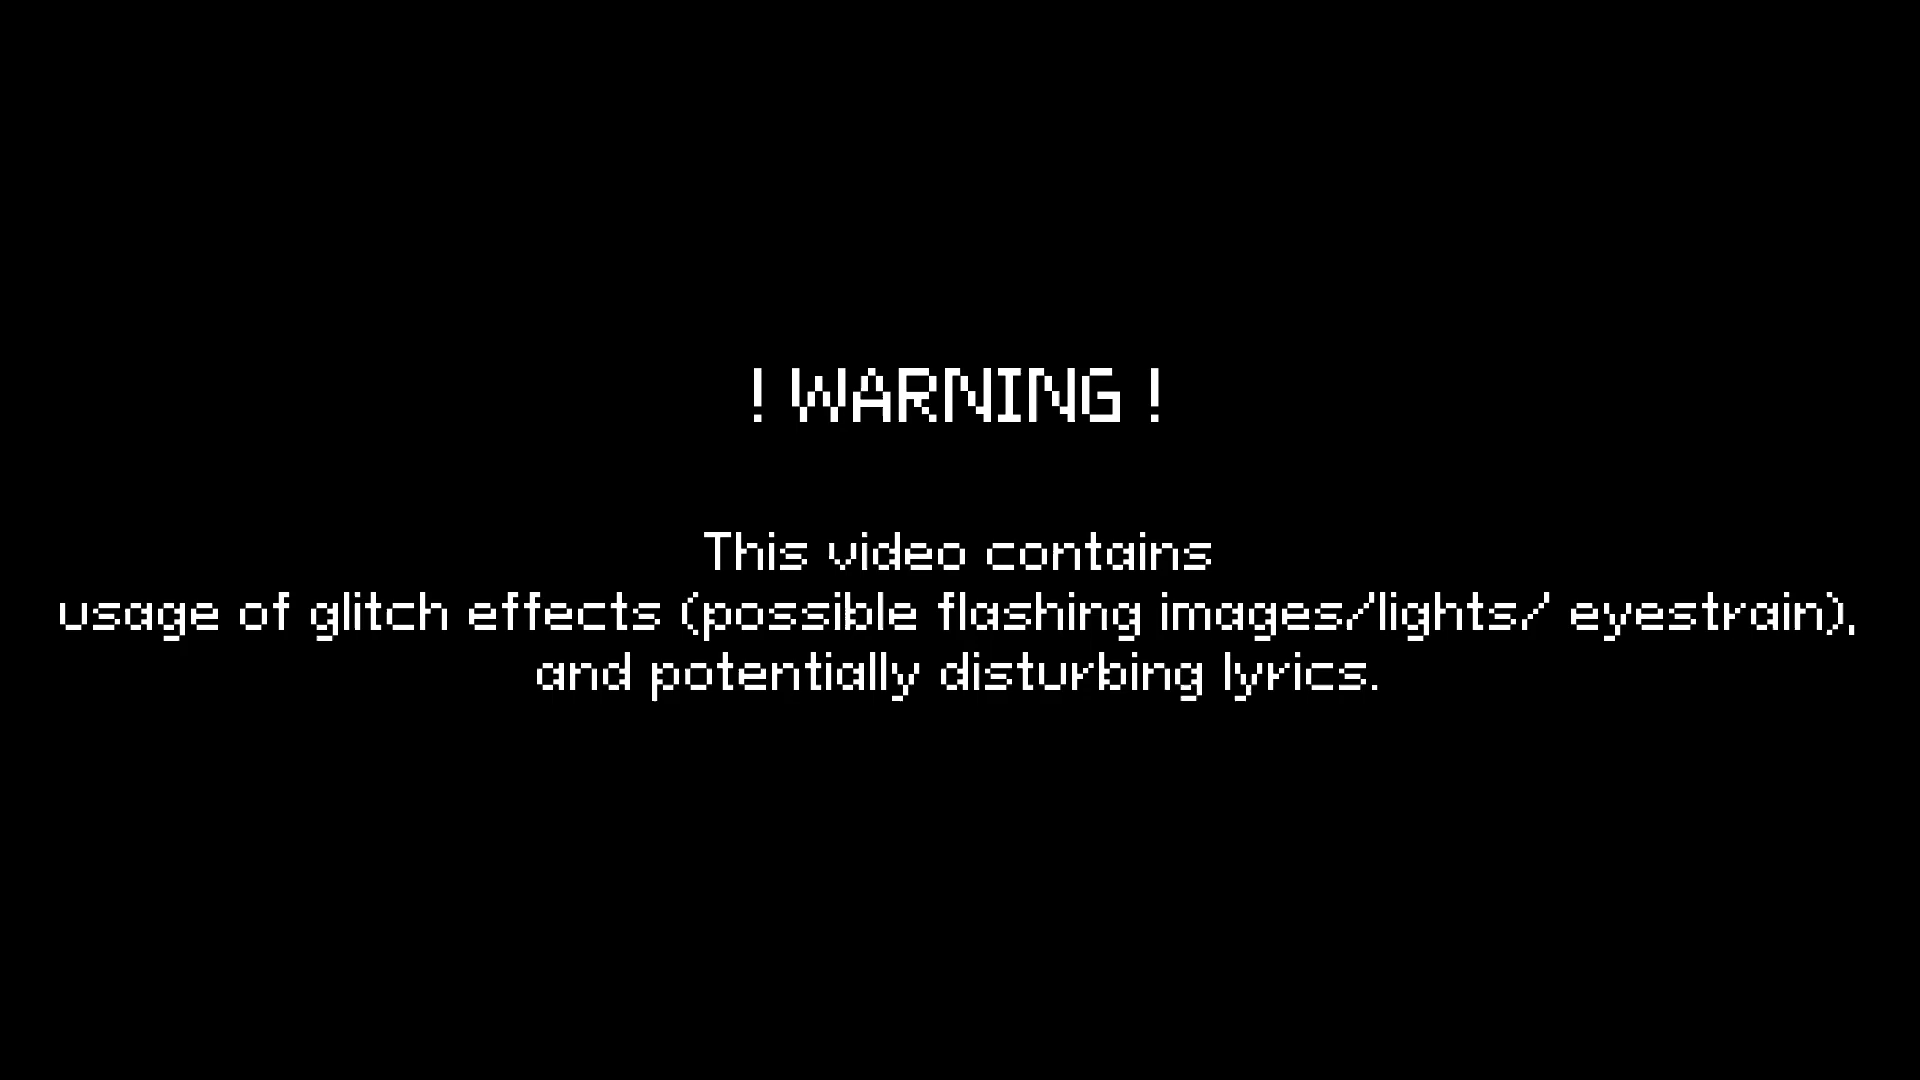 ! WARNING !
This video contains
usage of glitch effects (possible flashing images/lights/ eyestrain),
and potentially disturbing lyrics.